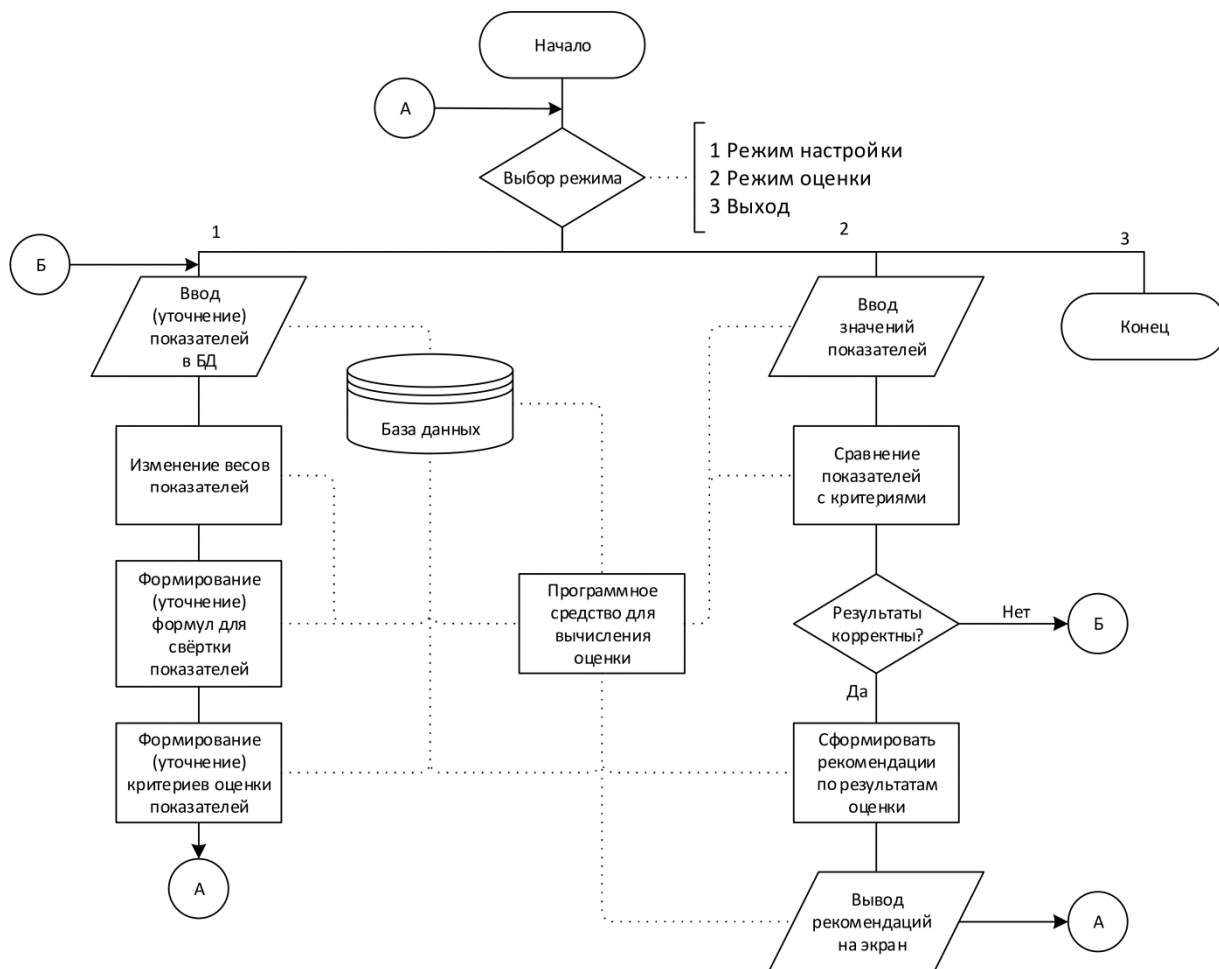 Начало
А
Выбор режима
1 Режим настройки
2 Режим оценки
3 Выход
1
2
3
Б
Ввод
(уточнение)
показателей
в БД
Ввод
значений
показателей
Конец
База данных
Изменение весов
показателей
Сравнение
показателей
с критериями
Формирование
(уточнение)
формул для
свёртки
показателей
Программное
средство для
вычисления
оценки
Результаты
корректны?
Нет
Б
Да
Формирование
(уточнение)
критериев оценки
показателей
Сформировать
рекомендации
по результатам
оценки
А
Вывод
рекомендаций
на экран
А